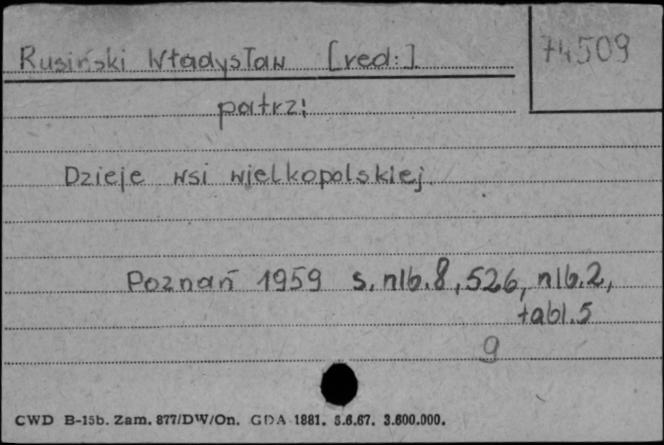 Rusiński Władysław [red:]
74509
patrz:
Dzieje wsi wielkopolskiej
Poznań 1959 s. nlb. 8, 526, nlb. 2,
tabl. 5
9
CWD B-15b. Zam. 877/DW/On. GDA 1881. 8.6.67. 3.600.000.